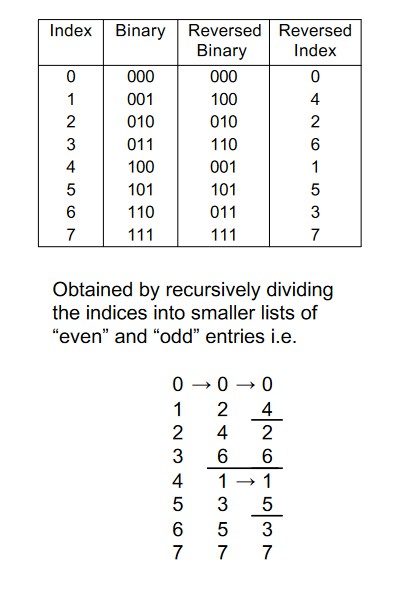 Index Binary Reversed Binary Reversed Index
0 000 000 0
1 001 100 4
2 010 010 2
3 011 110 6
4 100 001 1
5 101 101 5
6 110 011 3
7 111 111 7
Obtained by recursively dividing
the indices into smaller lists of
“even” and “odd” entries i.e.
0 → 0 → 0
1 2 4
2 4 2
3 6 6
4 1 → 1
5 3 5
6 5 3
7 7 7